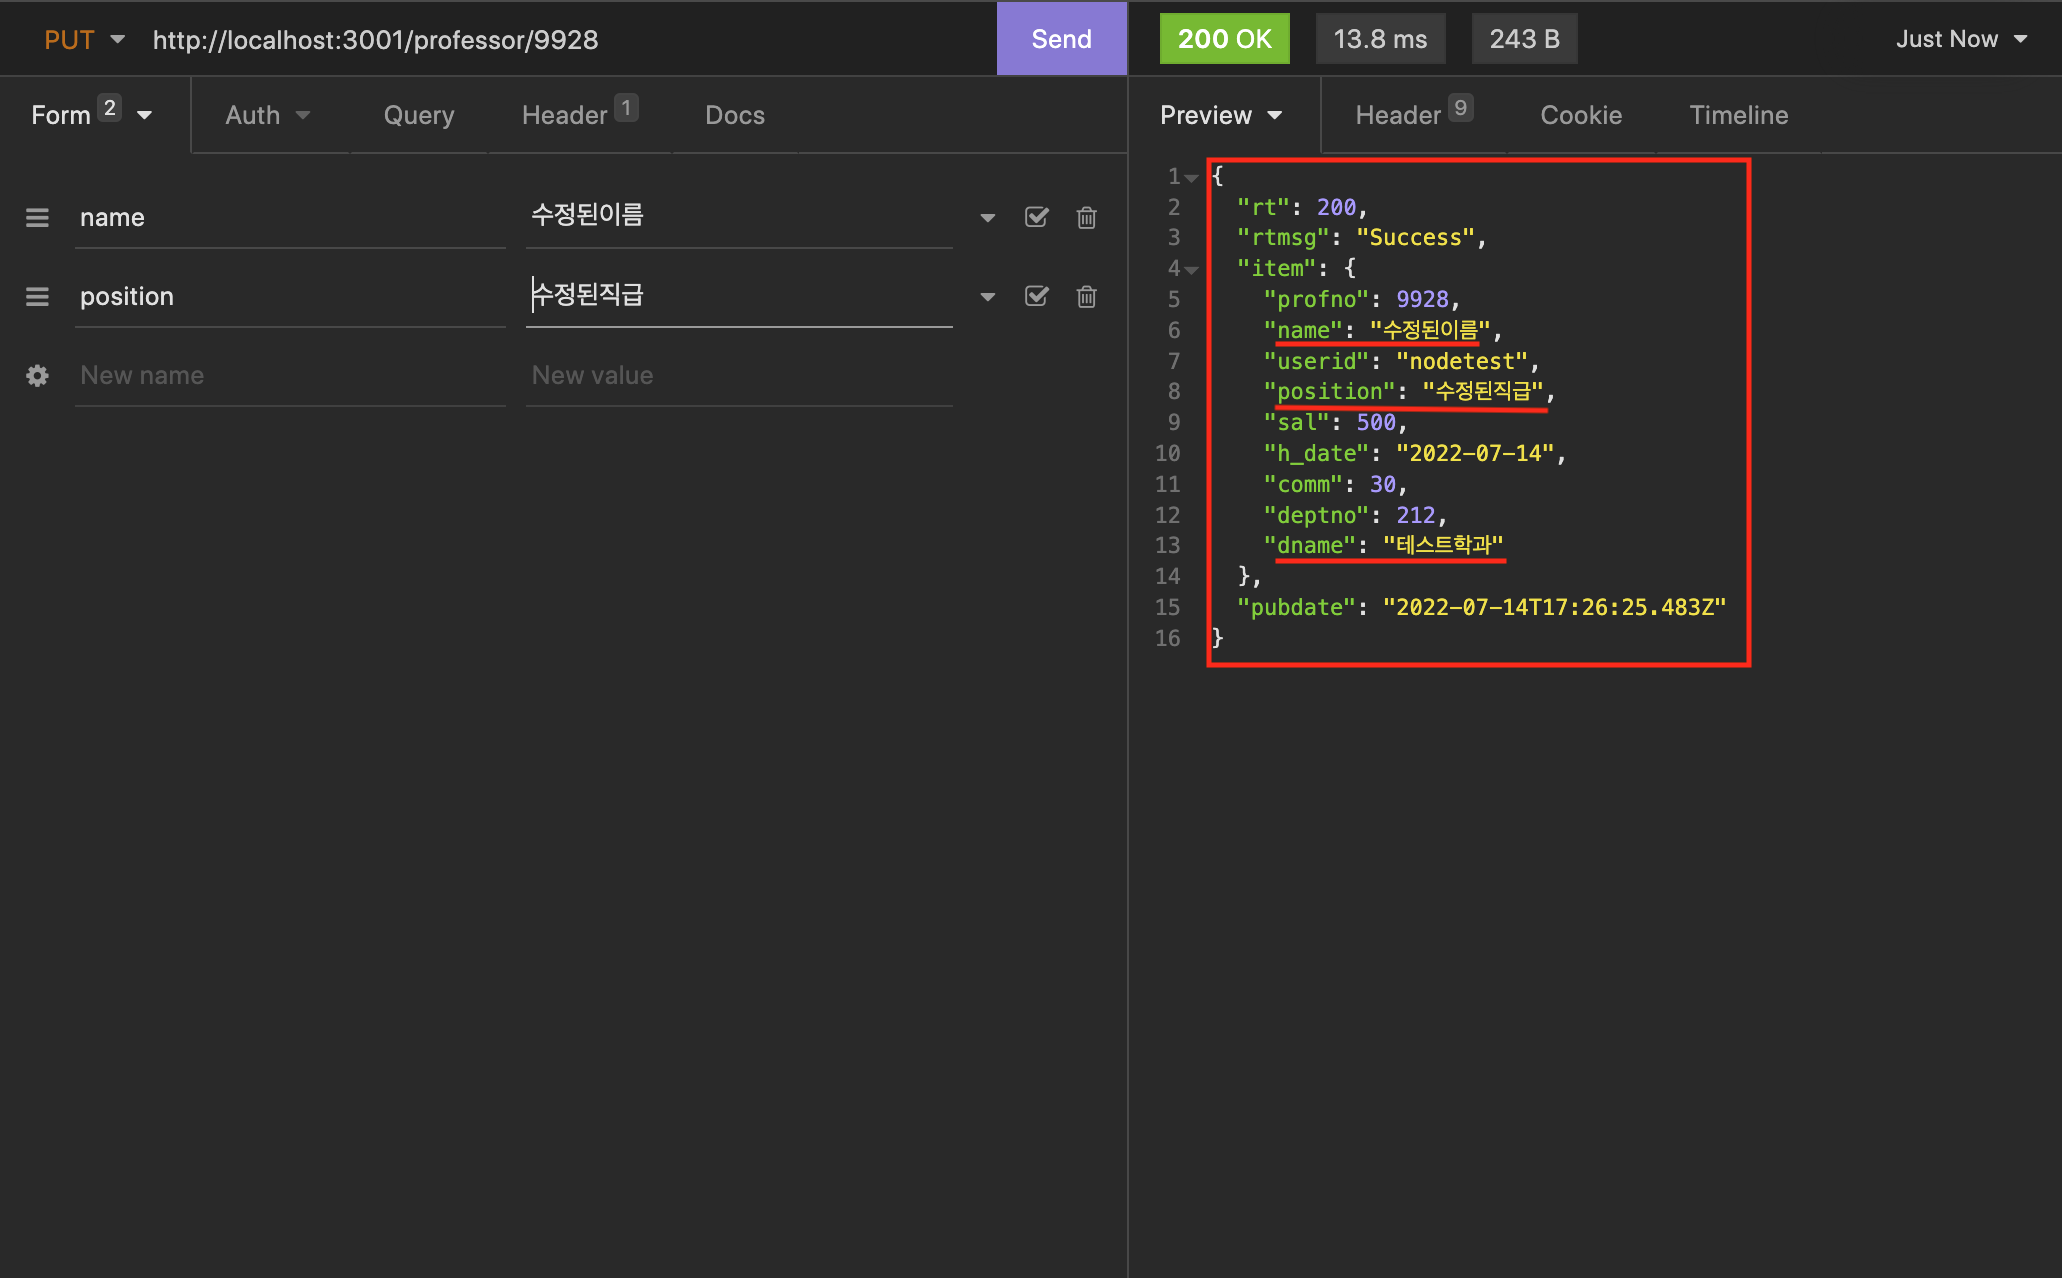 PUT http://localhost:3001/professor/9928 Send 200 OK 13.8 ms 243 B Just Now
Form 2 Auth Query Header 1 Docs
name 수정된이름
position 수정된직급
New name New value
Preview Header 9 Cookie Timeline
1 {
2 "rt": 200,
3 "rtmsg": "Success",
4 "item": {
5 "profno": 9928,
6 "name": "수정된이름",
7 "userid": "nodetest",
8 "position": "수정된직급",
9 "sal": 500,
10 "h_date": "2022-07-14",
11 "comm": 30,
12 "deptno": 212,
13 "dname": "테스트학과"
14 },
15 "pubdate": "2022-07-14T17:26:25.483Z"
16 }